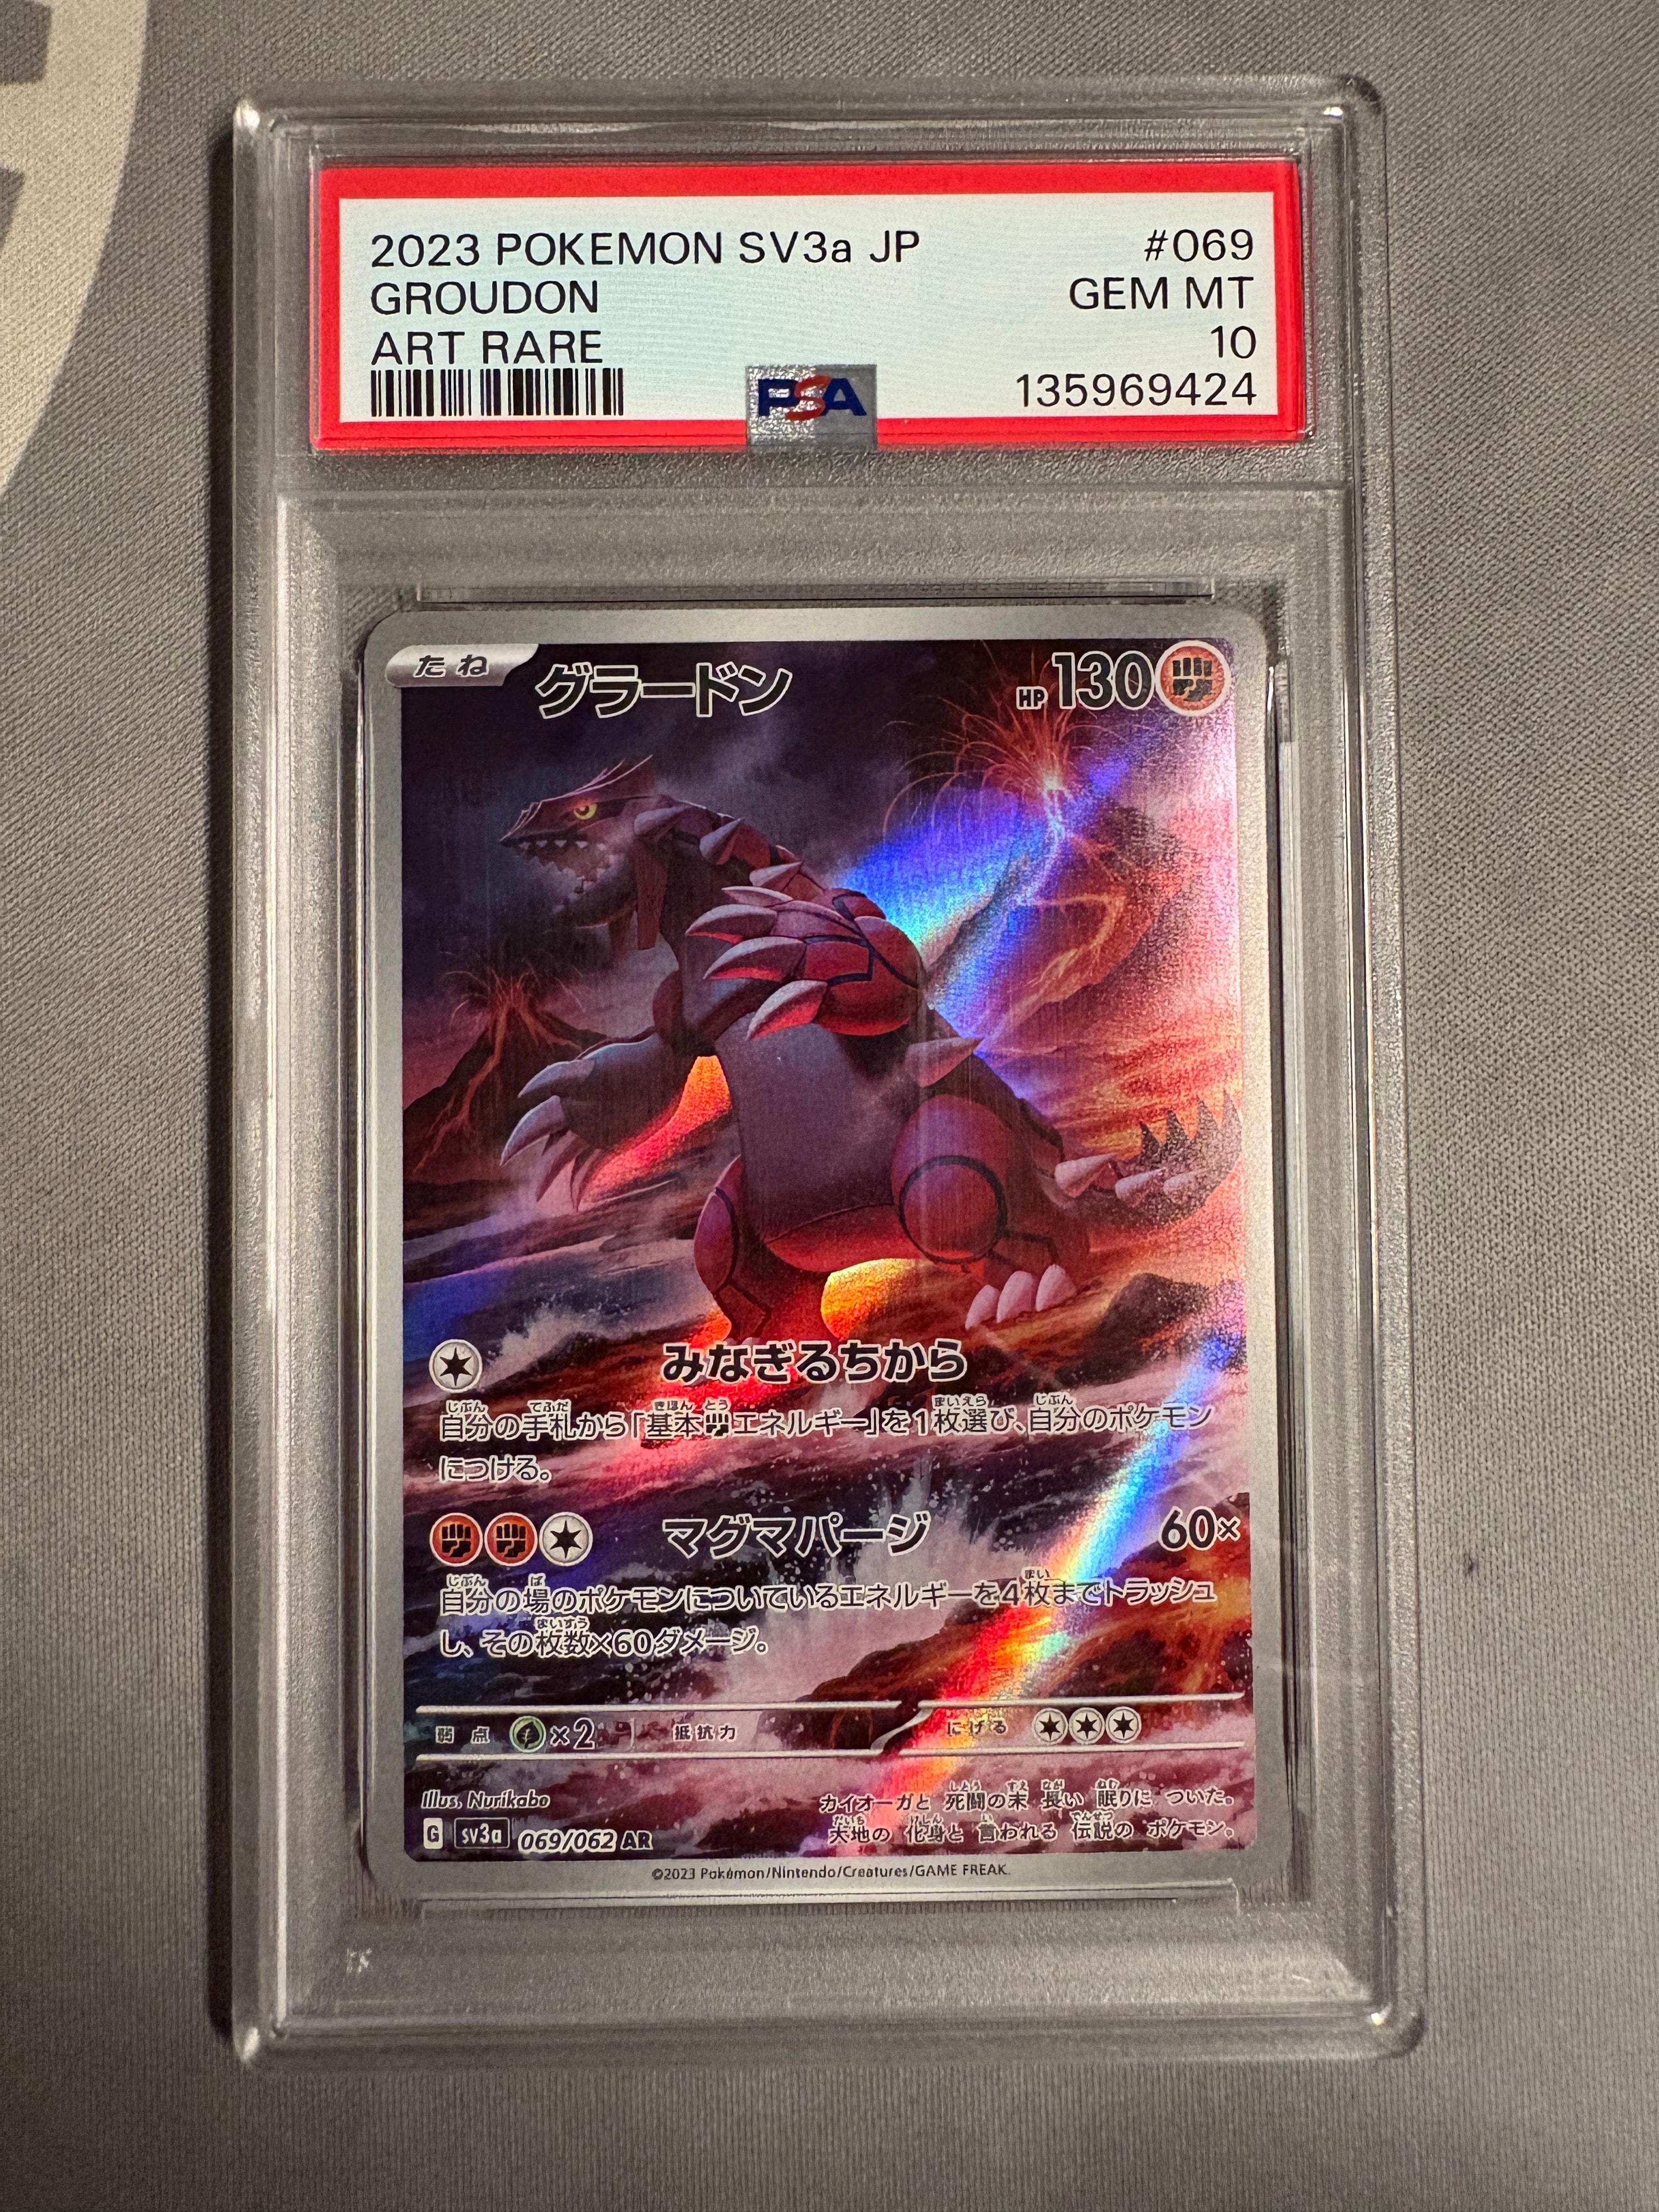 2023 POKEMON SV3a JP #069
GROUDON GEM MT
ART RARE 10
PSA 135969424
たね グラードン HP 130
みなぎるちから
自分の手札から「基本エネルギー」を1枚選び、自分のポケモン
につける。
マグマパージ 60×
自分の場のポケモンについているエネルギーを4枚までトラッシュ
し、その枚数×60ダメージ。
弱点 ×2 抵抗力 にげる
Illus. Nurikabo
カイオーガと 死闘の末 長い 眠りに ついた。
大地の 化身と 言われる 伝説の ポケモン。
G sv3a 069/062 AR
©2023 Pokémon/Nintendo/Creatures/GAME FREAK.